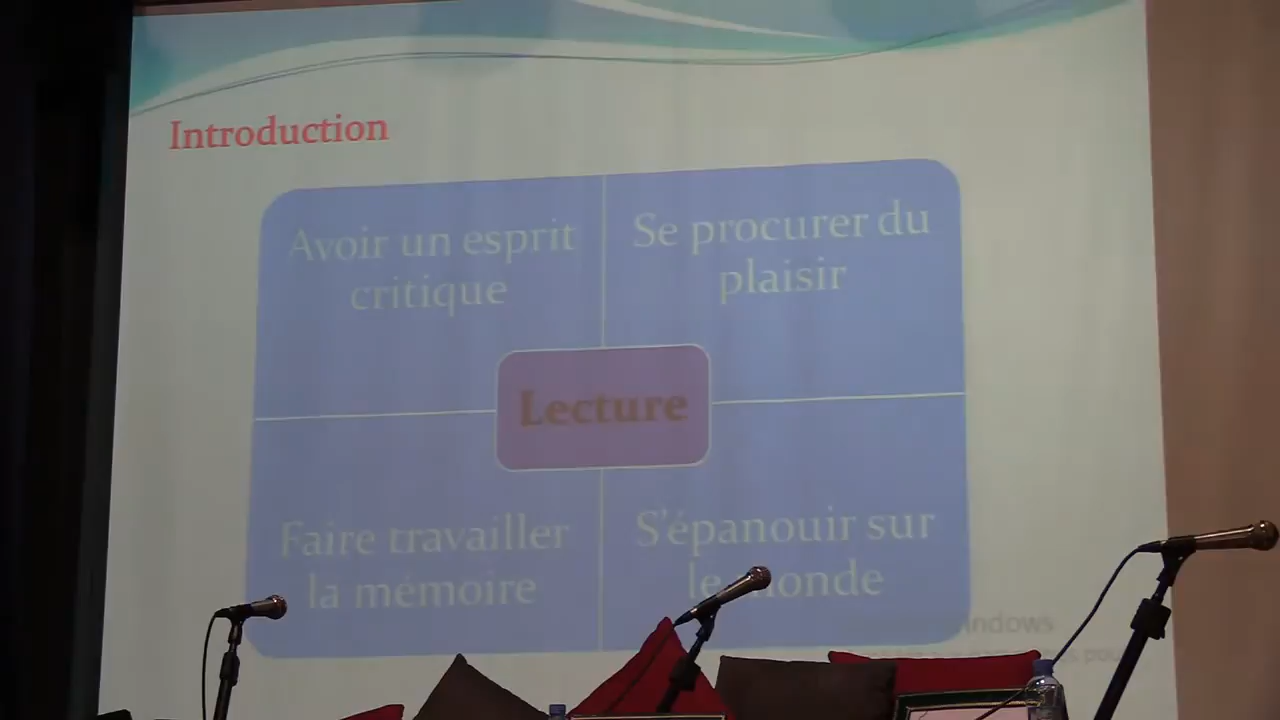 Introduction
Avoir un esprit
critique
Se procurer du
plaisir
Lecture
Faire travailler
la mémoire
S'épanouir sur
le monde